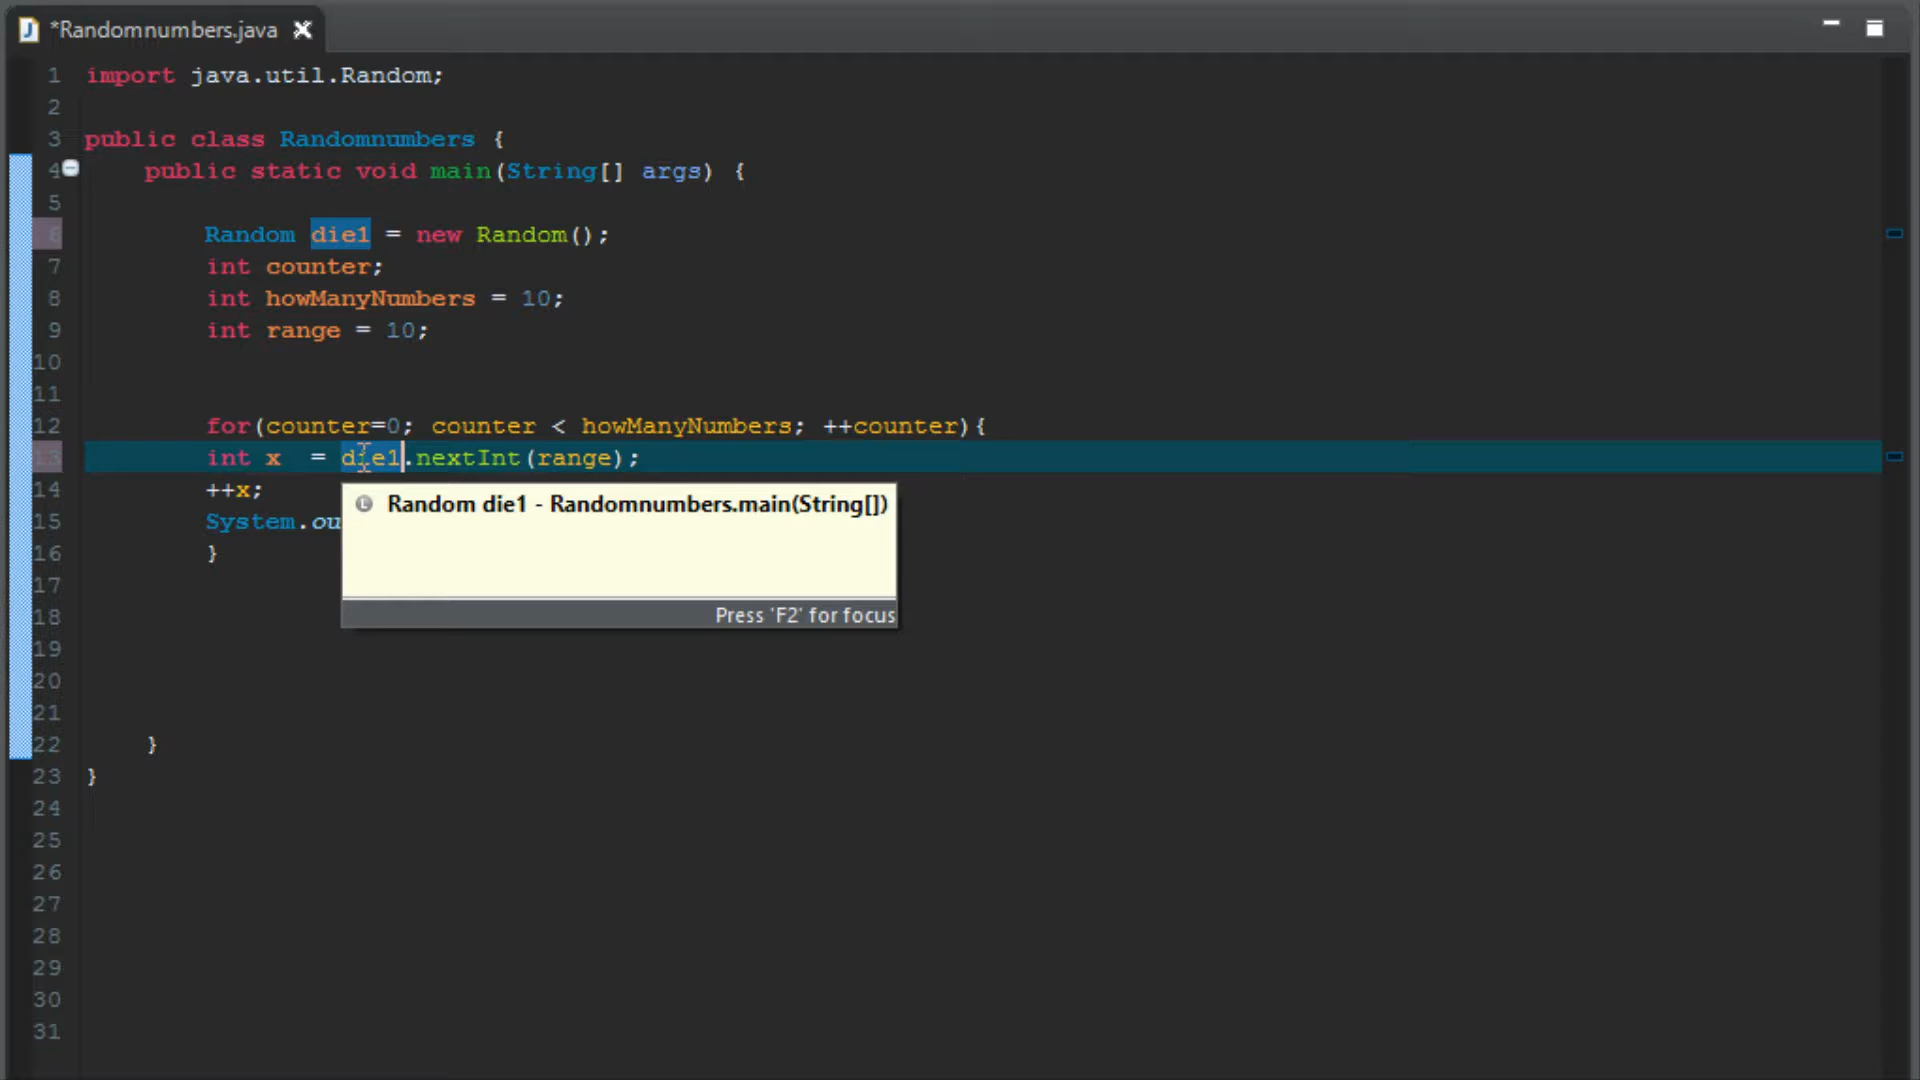 *Randomnumbers.java
1 import java.util.Random;
2
3 public class Randomnumbers {
4 public static void main(String[] args) {
5
6 Random die1 = new Random();
7 int counter;
8 int howManyNumbers = 10;
9 int range = 10;
10
11
12 for(counter=0; counter < howManyNumbers; ++counter){
13 int x  = die1.nextInt(range);
14 ++x;
Random die1 - Randomnumbers.main(String[])
15 System.ou
16 }
17
Press 'F2' for focus
18
19
20
21
22 }
23 }
24
25
26
27
28
29
30
31